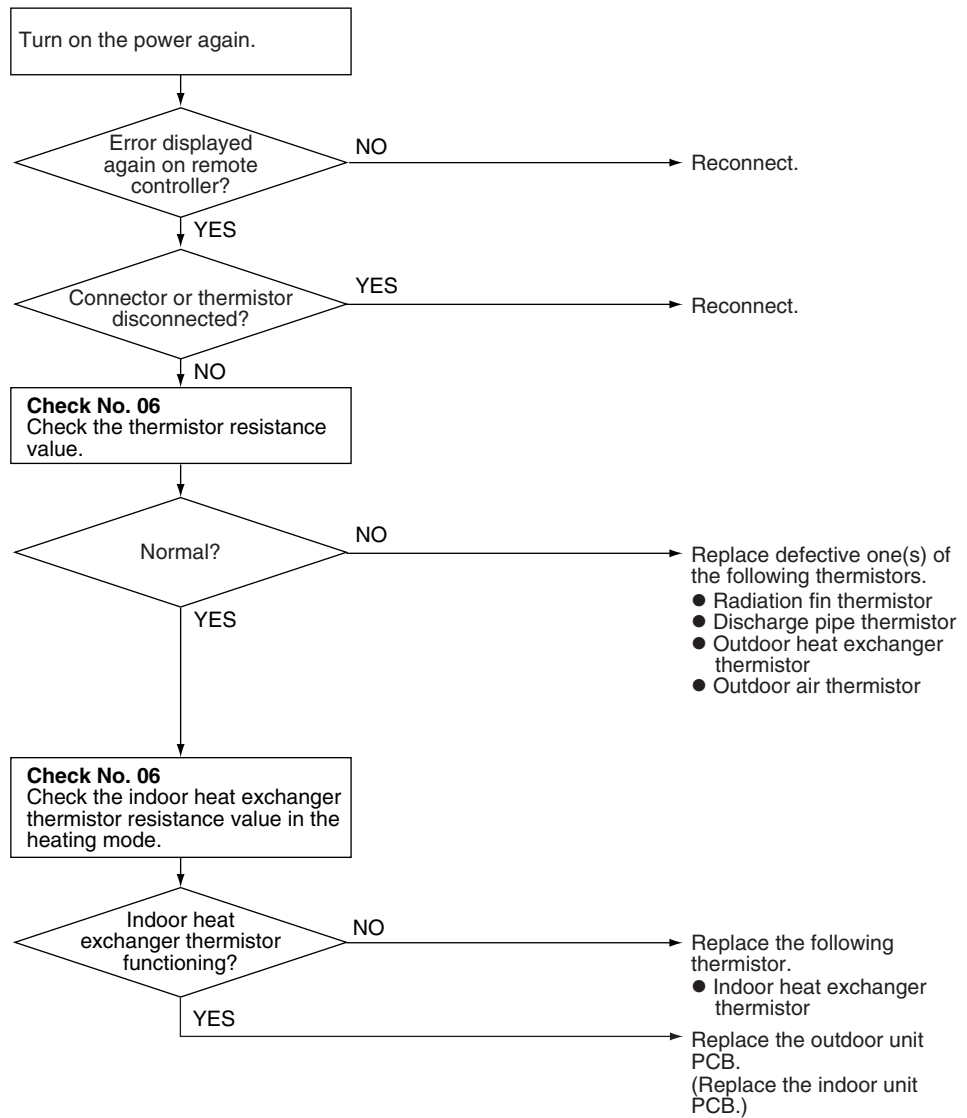 Turn on the power again.
Error displayed
again on remote
controller?
NO
Reconnect.
YES
Connector or thermistor
disconnected?
YES
Reconnect.
NO
Check No. 06
Check the thermistor resistance
value.
Normal?
NO
Replace defective one(s) of
the following thermistors.
● Radiation fin thermistor
● Discharge pipe thermistor
● Outdoor heat exchanger
thermistor
● Outdoor air thermistor
YES
Check No. 06
Check the indoor heat exchanger
thermistor resistance value in the
heating mode.
Indoor heat
exchanger thermistor
functioning?
NO
Replace the following
thermistor.
● Indoor heat exchanger
thermistor
YES
Replace the outdoor unit
PCB.
(Replace the indoor unit
PCB.)